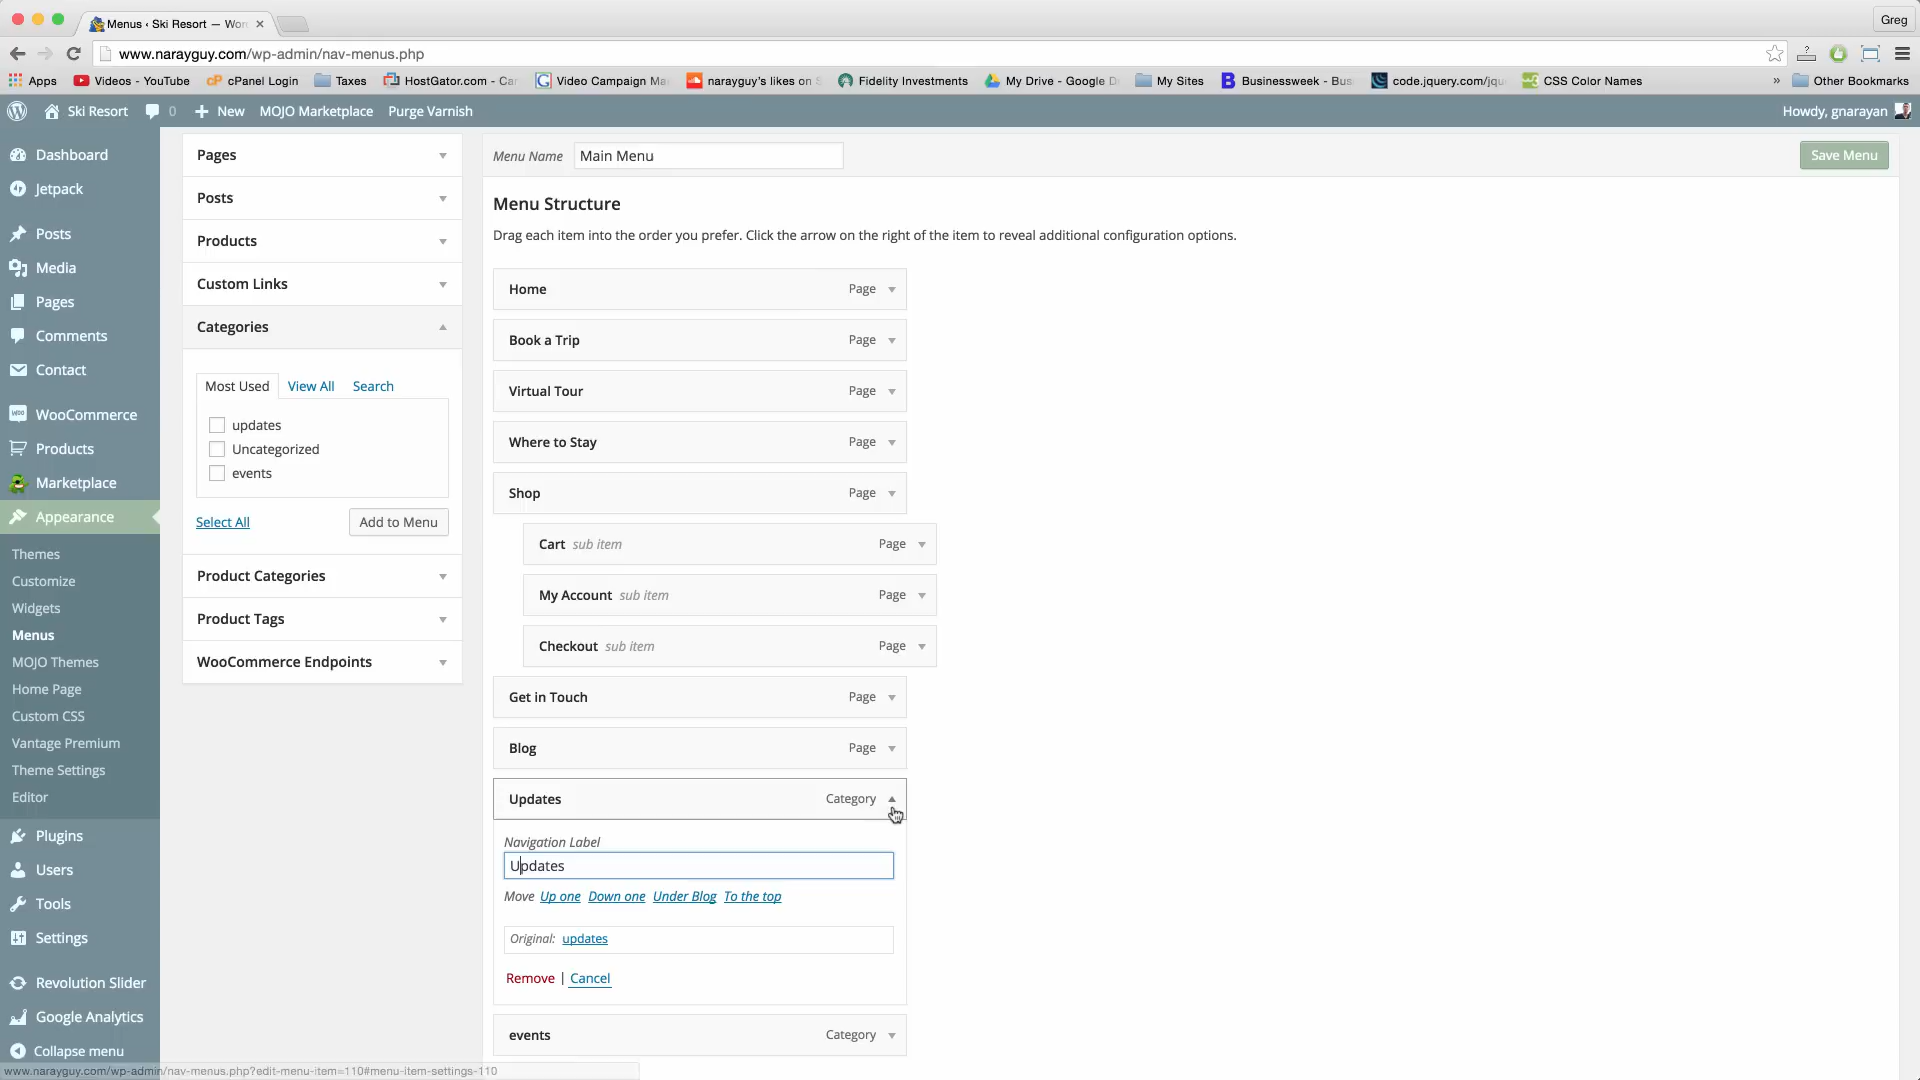 Menus ‹ Ski Resort — Wor
Greg
www.narayguy.com/wp-admin/nav-menus.php
Apps
Videos - YouTube
cPanel Login
Taxes
HostGator.com - Car
Video Campaign Ma
narayguy's likes on S
Fidelity Investments
My Drive - Google D
My Sites
Businessweek - Bus
code.jquery.com/jqu
CSS Color Names
»
Other Bookmarks
Ski Resort
0
New
MOJO Marketplace
Purge Varnish
Howdy, gnarayan
Dashboard
Jetpack
Posts
Media
Pages
Comments
Contact
WooCommerce
Products
Marketplace
Appearance
Themes
Customize
Widgets
Menus
MOJO Themes
Home Page
Custom CSS
Vantage Premium
Theme Settings
Editor
Plugins
Users
Tools
Settings
Revolution Slider
Google Analytics
Collapse menu
Pages
Posts
Products
Custom Links
Categories
Most Used
View All
Search
updates
Uncategorized
events
Select All
Add to Menu
Product Categories
Product Tags
WooCommerce Endpoints
Menu Name
Main Menu
Save Menu
Menu Structure
Drag each item into the order you prefer. Click the arrow on the right of the item to reveal additional configuration options.
Home Page
Book a Trip Page
Virtual Tour Page
Where to Stay Page
Shop Page
Cart sub item Page
My Account sub item Page
Checkout sub item Page
Get in Touch Page
Blog Page
Updates Category
Navigation Label
Updates
Move Up one Down one Under Blog To the top
Original: updates
Remove | Cancel
events Category
www.narayguy.com/wp-admin/nav-menus.php?edit-menu-item=110#menu-item-settings-110